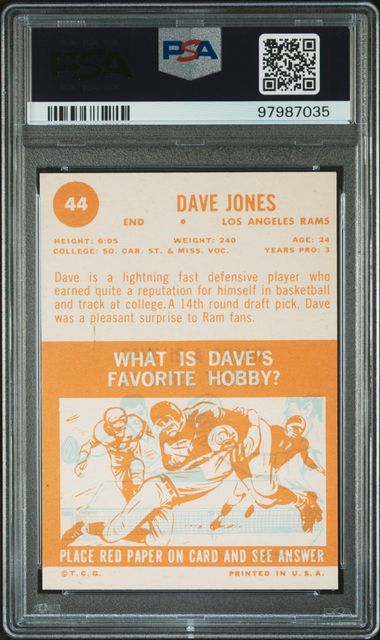 PSA
PSA
97987035
44
DAVE JONES
END • LOS ANGELES RAMS
HEIGHT: 6:05 WEIGHT: 240 AGE: 24
COLLEGE: SO. CAR. ST. & MISS. VOC. YEARS PRO: 3
Dave is a lightning fast defensive player who
earned quite a reputation for himself in basketball
and track at college. A 14th round draft pick, Dave
was a pleasant surprise to Ram fans.
WHAT IS DAVE'S
FAVORITE HOBBY?
PLACE RED PAPER ON CARD AND SEE ANSWER
© T.C.G. PRINTED IN U.S.A.